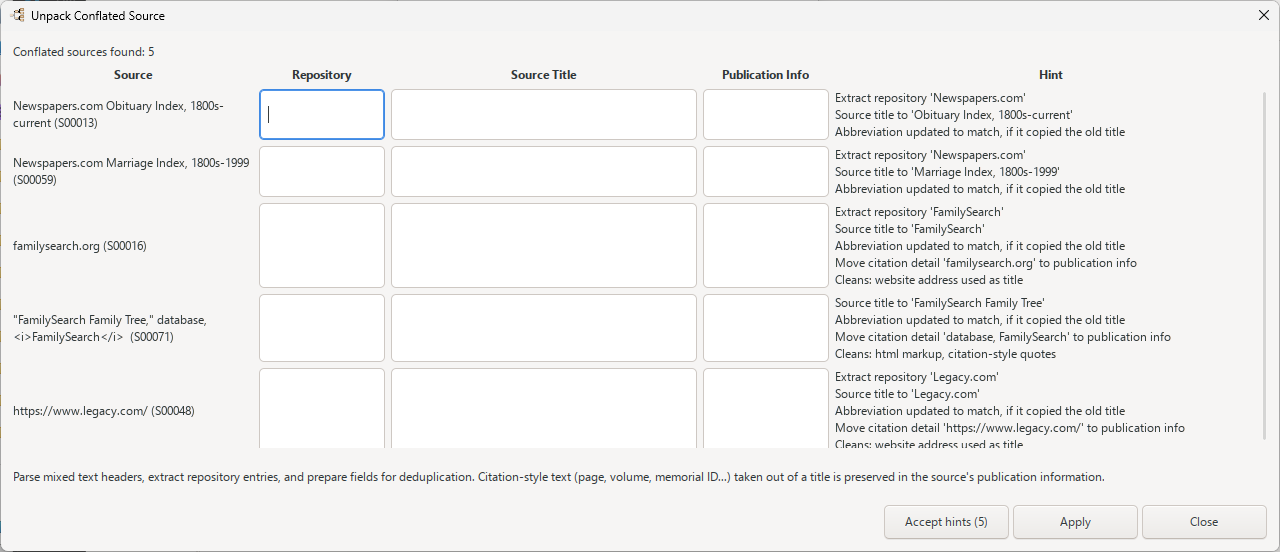 Unpack Conflated Source
Conflated sources found: 5
Source Repository Source Title Publication Info Hint
Newspapers.com Obituary Index, 1800s-
current (S00013)
Extract repository 'Newspapers.com'
Source title to 'Obituary Index, 1800s-current'
Abbreviation updated to match, if it copied the old title
Newspapers.com Marriage Index, 1800s-1999
(S00059)
Extract repository 'Newspapers.com'
Source title to 'Marriage Index, 1800s-1999'
Abbreviation updated to match, if it copied the old title
familysearch.org (S00016)
Extract repository 'FamilySearch'
Source title to 'FamilySearch'
Abbreviation updated to match, if it copied the old title
Move citation detail 'familysearch.org' to publication info
Cleans: website address used as title
"FamilySearch Family Tree," database,
<i>FamilySearch</i> (S00071)
Source title to 'FamilySearch Family Tree'
Abbreviation updated to match, if it copied the old title
Move citation detail 'database, FamilySearch' to publication info
Cleans: html markup, citation-style quotes
https://www.legacy.com/ (S00048)
Extract repository 'Legacy.com'
Source title to 'Legacy.com'
Abbreviation updated to match, if it copied the old title
Move citation detail 'https://www.legacy.com/' to publication info
Cleans: website address used as title
Parse mixed text headers, extract repository entries, and prepare fields for deduplication. Citation-style text (page, volume, memorial ID...) taken out of a title is preserved in the source's publication information.
Accept hints (5) Apply Close